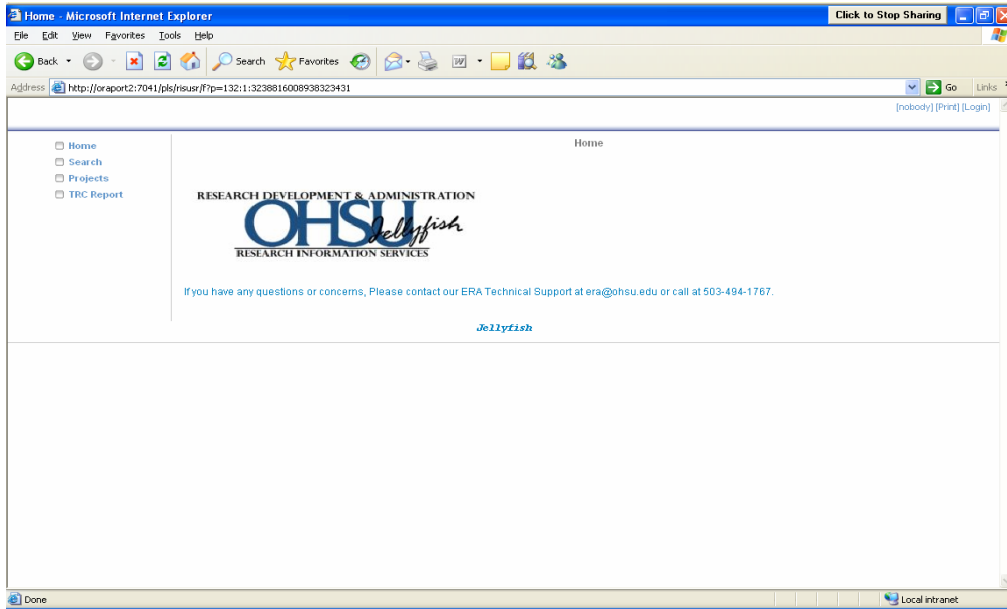 Home - Microsoft Internet Explorer
Click to Stop Sharing
File Edit View Favorites Tools Help
Back Search Favorites
Address http://oraport2:7041/pls/risusr/f?p=132:1:3238816008938323431 Go Links
[nobody] [Print] [Login]
Home
Home
Search
Projects
TRC Report
RESEARCH DEVELOPMENT & ADMINISTRATION
OHSU Jellyfish
RESEARCH INFORMATION SERVICES
If you have any questions or concerns, Please contact our ERA Technical Support at era@ohsu.edu or call at 503-494-1767.
Jellyfish
Done Local intranet